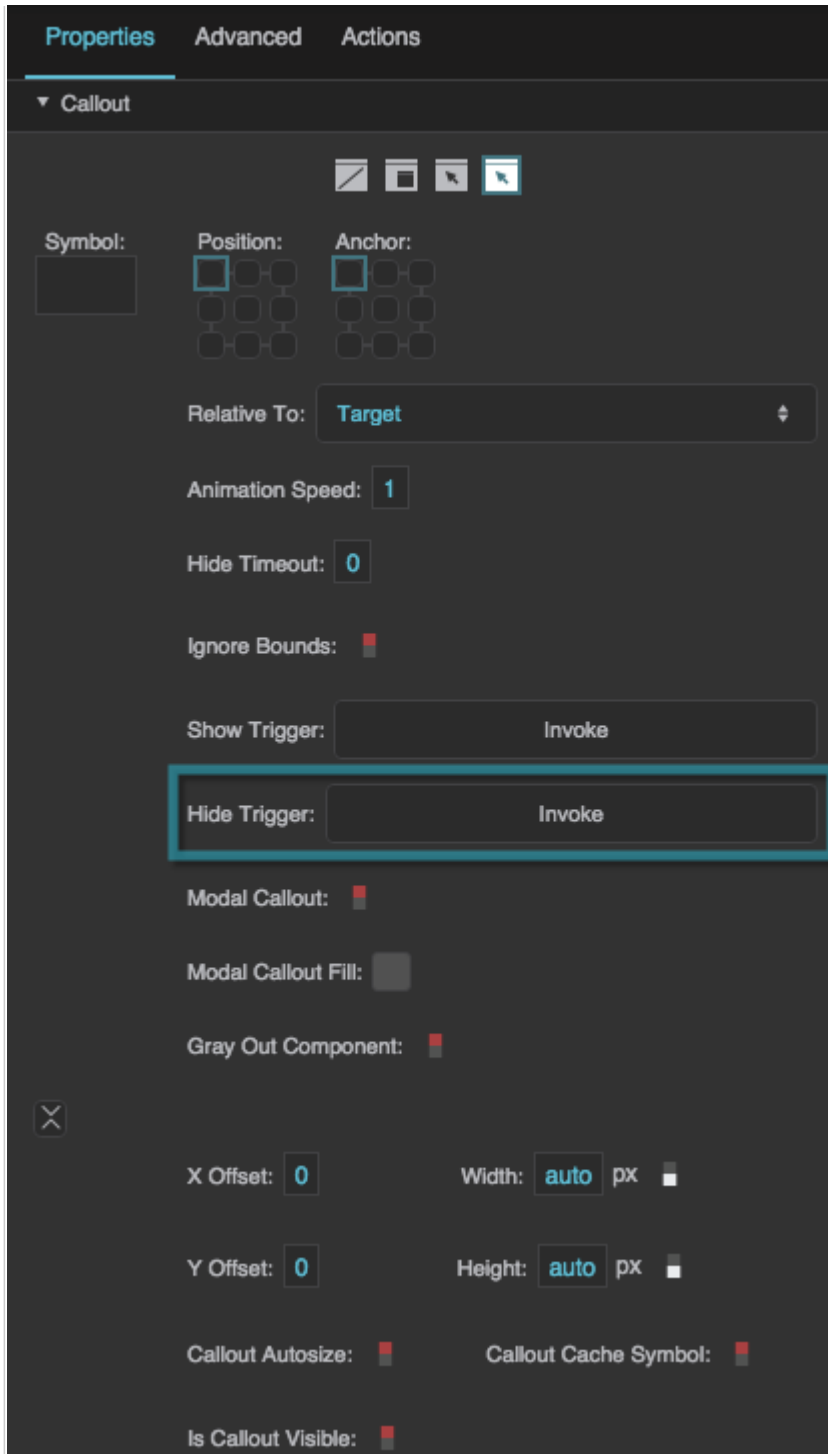 Properties Advanced Actions
Callout
Symbol: Position: Anchor:
Relative To: Target
Animation Speed: 1
Hide Timeout: 0
Ignore Bounds:
Show Trigger: Invoke
Hide Trigger: Invoke
Modal Callout:
Modal Callout Fill:
Gray Out Component:
X Offset: 0 Width: auto px
Y Offset: 0 Height: auto px
Callout Autosize: Callout Cache Symbol:
Is Callout Visible: